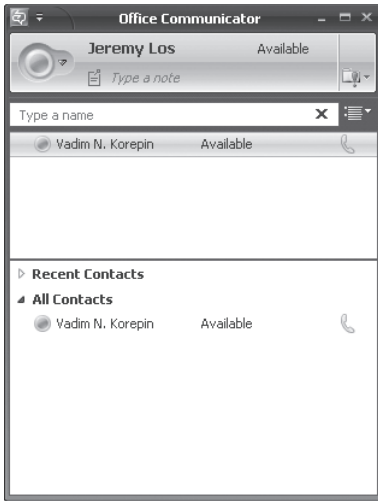 Office Communicator
Jeremy Los Available
Type a note
Type a name
Vadim N. Korepin Available
Recent Contacts
All Contacts
Vadim N. Korepin Available